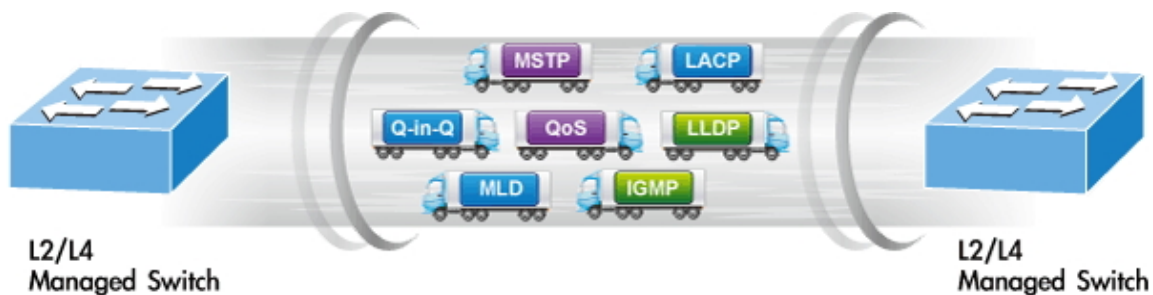 MSTP LACP
Q-in-Q QoS LLDP
MLD IGMP
L2/L4
Managed Switch
L2/L4
Managed Switch